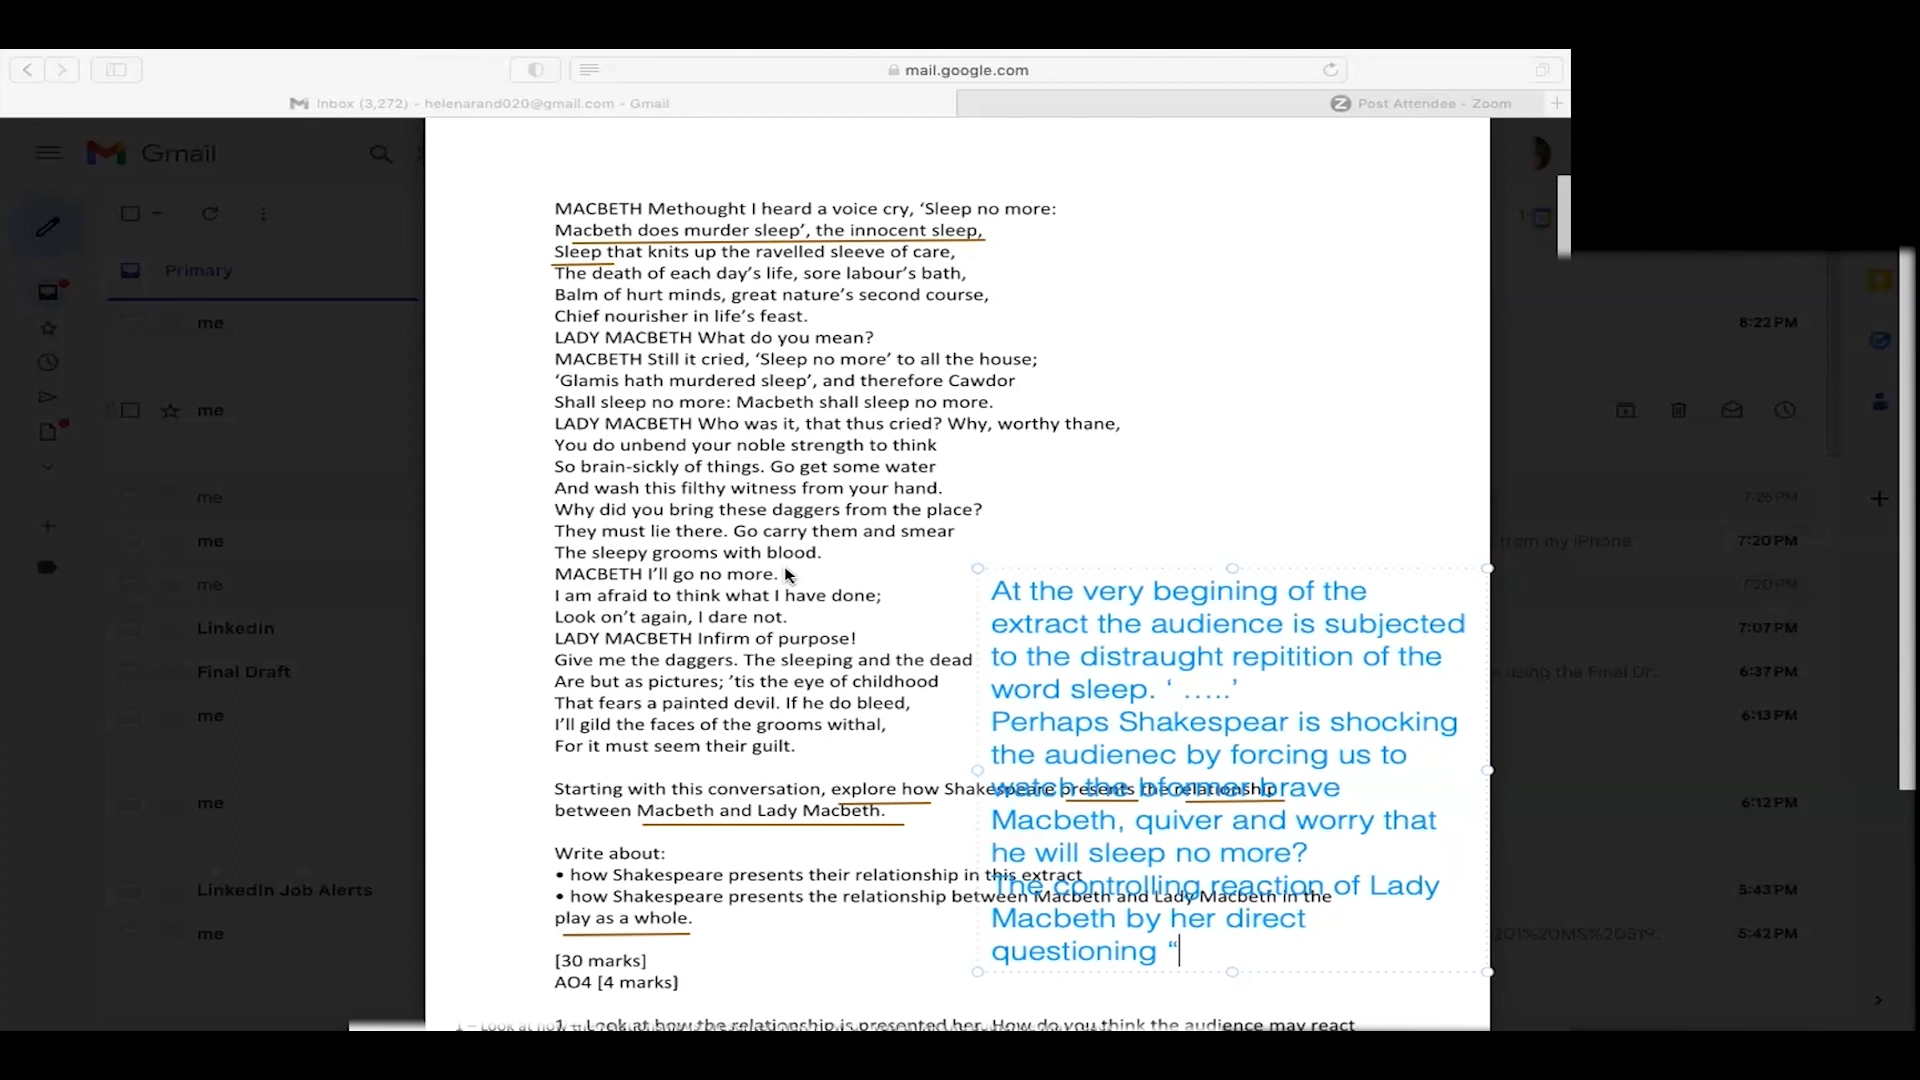 mail.google.com
Inbox (3,272) - helenarand020@gmail.com - Gmail
Post Attendee - Zoom
Gmail
Primary
me
8:22 PM
me
me
7:26 PM
me
from my iPhone
7:20 PM
me
7:20 PM
LinkedIn
7:07 PM
Final Draft
using the Final Dr...
6:37 PM
me
6:13 PM
me
6:12 PM
LinkedIn Job Alerts
5:43 PM
me
5:42 PM
MACBETH Methought I heard a voice cry, ‘Sleep no more:
Macbeth does murder sleep’, the innocent sleep,
Sleep that knits up the ravelled sleeve of care,
The death of each day’s life, sore labour’s bath,
Balm of hurt minds, great nature’s second course,
Chief nourisher in life’s feast.
LADY MACBETH What do you mean?
MACBETH Still it cried, ‘Sleep no more’ to all the house;
‘Glamis hath murdered sleep’, and therefore Cawdor
Shall sleep no more: Macbeth shall sleep no more.
LADY MACBETH Who was it, that thus cried? Why, worthy thane,
You do unbend your noble strength to think
So brain-sickly of things. Go get some water
And wash this filthy witness from your hand.
Why did you bring these daggers from the place?
They must lie there. Go carry them and smear
The sleepy grooms with blood.
MACBETH I’ll go no more.
I am afraid to think what I have done;
Look on’t again, I dare not.
LADY MACBETH Infirm of purpose!
Give me the daggers. The sleeping and the dead
Are but as pictures; ’tis the eye of childhood
That fears a painted devil. If he do bleed,
I’ll gild the faces of the grooms withal,
For it must seem their guilt.
Starting with this conversation, explore how Shakespeare presents the relationship
between Macbeth and Lady Macbeth.
Write about:
• how Shakespeare presents their relationship in this extract
• how Shakespeare presents the relationship between Macbeth and Lady Macbeth in the
play as a whole.
[30 marks]
AO4 [4 marks]
1 – Look at how the relationship is presented her. How do you think the audience may react
At the very begining of the
extract the audience is subjected
to the distraught repitition of the
word sleep. ‘ .....’
Perhaps Shakespear is shocking
the audienec by forcing us to
watch the bformer brave
Macbeth, quiver and worry that
he will sleep no more?
The controlling reaction of Lady
Macbeth by her direct
questioning “